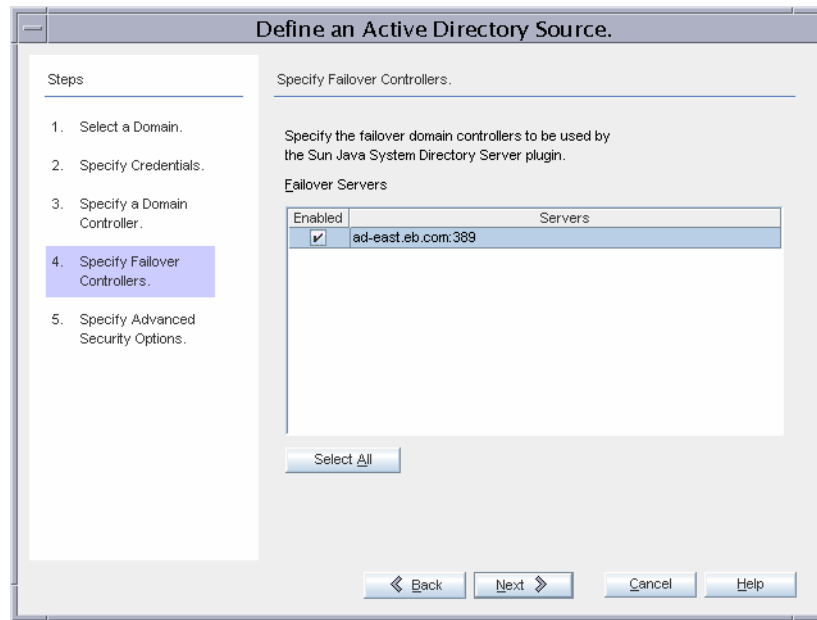 Define an Active Directory Source.
Steps
1. Select a Domain.
2. Specify Credentials.
3. Specify a Domain
Controller.
4. Specify Failover
Controllers.
5. Specify Advanced
Security Options.
Specify Failover Controllers.
Specify the failover domain controllers to be used by
the Sun Java System Directory Server plugin.
Failover Servers
Enabled Servers
ad-east.eb.com:389
Select All
Back Next Cancel Help